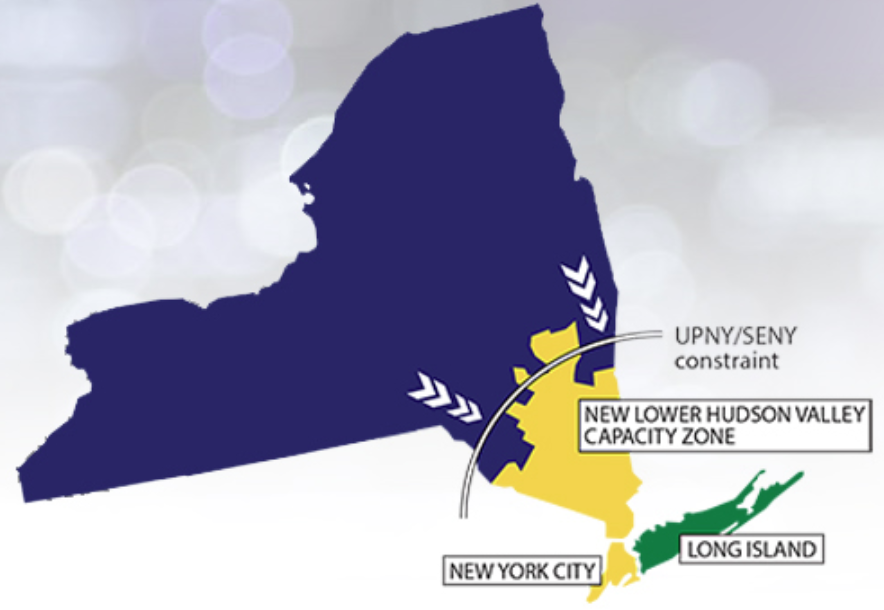 UPNY/SENY
constraint
NEW LOWER HUDSON VALLEY
CAPACITY ZONE
LONG ISLAND
NEW YORK CITY